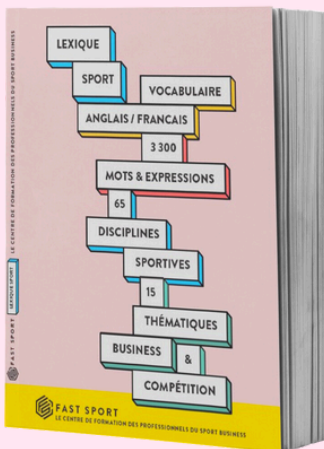 LEXIQUE
SPORT
VOCABULAIRE
ANGLAIS / FRANCAIS
3 300
MOTS & EXPRESSIONS
65
DISCIPLINES
SPORTIVES
15
THÉMATIQUES
BUSINESS
&
COMPÉTITION
FAST SPORT
LE CENTRE DE FORMATION DES PROFESSIONNELS DU SPORT BUSINESS
FAST SPORT
LEXIQUE SPORT
LE CENTRE DE FORMATION DES PROFESSIONNELS DU SPORT BUSINESS